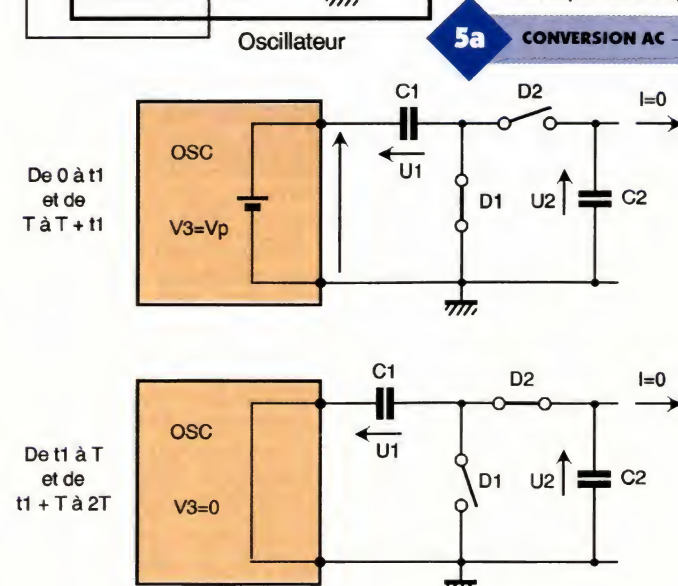 Oscillateur
5a CONVERSION AC -
De 0 à t1
et de
T à T + t1
OSC
V3=Vp
C1
U1
D1
D2
U2
C2
I=0
De t1 à T
et de
t1 + T à 2T
OSC
V3=0
C1
U1
D1
D2
U2
C2
I=0